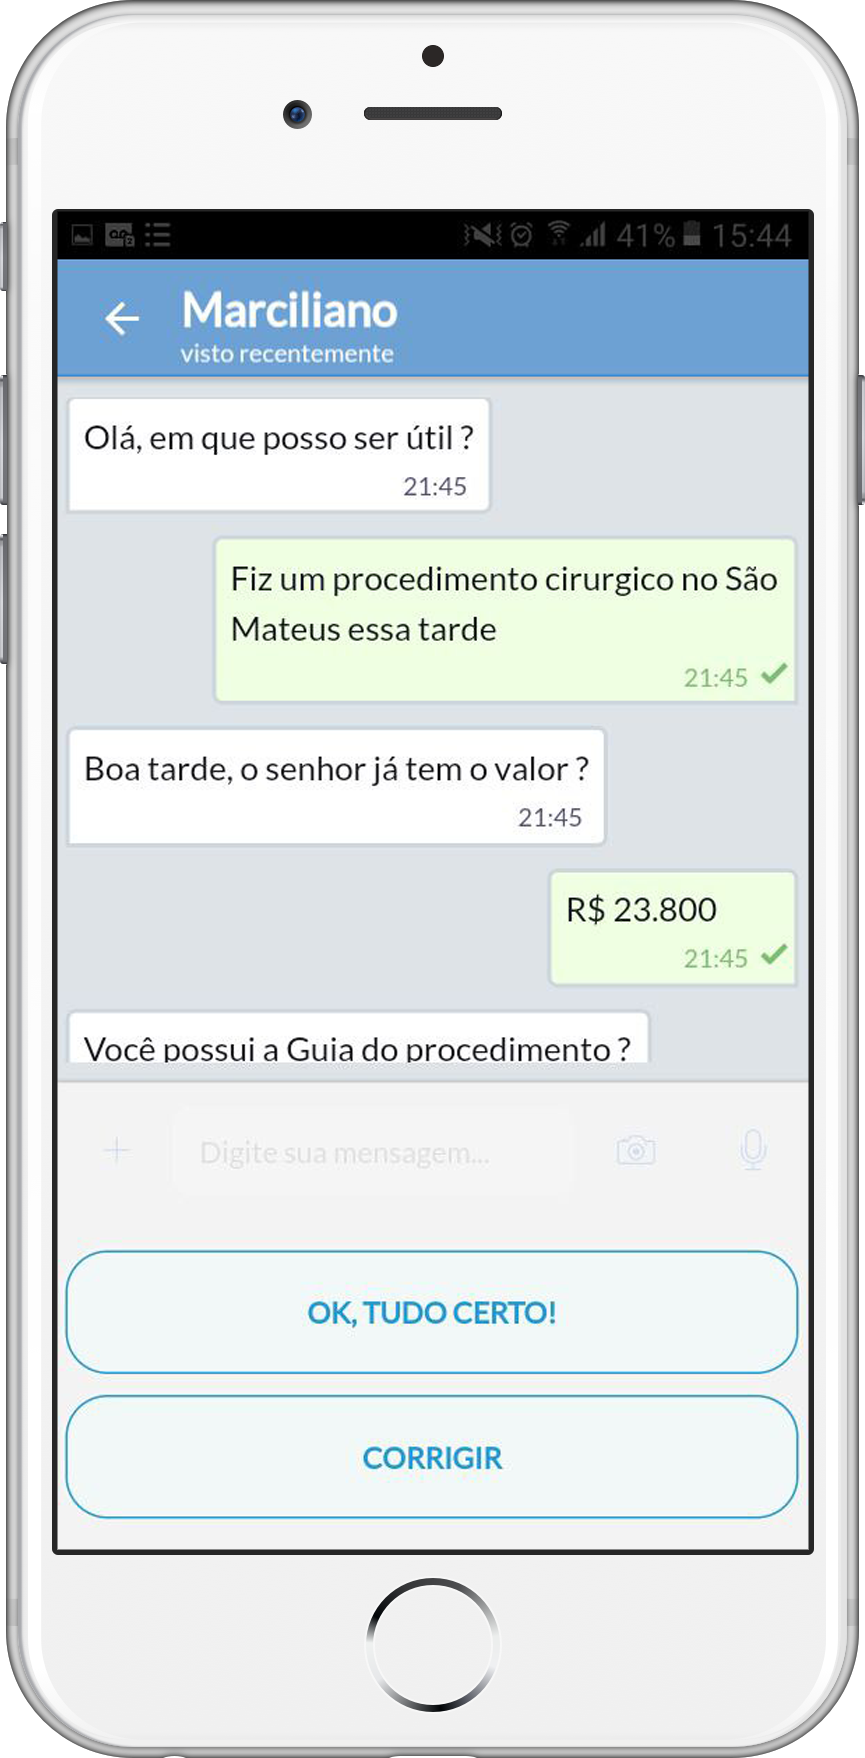 41% 15:44
Marciliano
visto recentemente
Olá, em que posso ser útil ?
21:45
Fiz um procedimento cirurgico no São
Mateus essa tarde
21:45
Boa tarde, o senhor já tem o valor ?
21:45
R$ 23.800
21:45
Você possui a Guia do procedimento ?
Digite sua mensagem...
OK, TUDO CERTO!
CORRIGIR